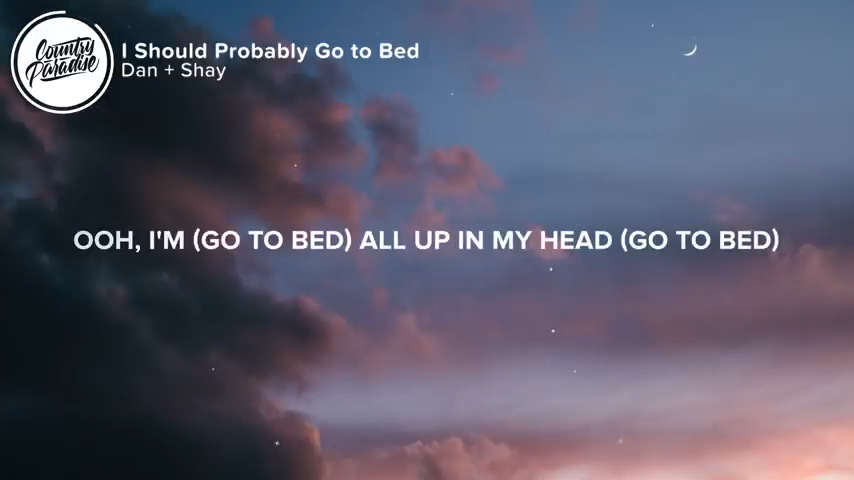 Country
Paradise
I Should Probably Go to Bed
Dan + Shay
OOH, I'M (GO TO BED) ALL UP IN MY HEAD (GO TO BED)